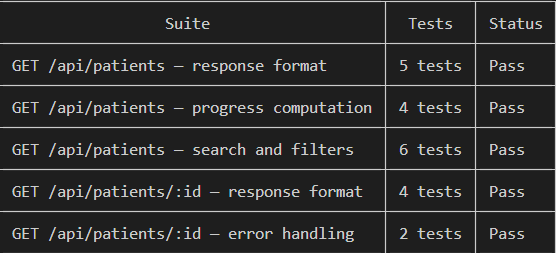 Suite Tests Status
GET /api/patients — response format 5 tests Pass
GET /api/patients — progress computation 4 tests Pass
GET /api/patients — search and filters 6 tests Pass
GET /api/patients/:id — response format 4 tests Pass
GET /api/patients/:id — error handling 2 tests Pass